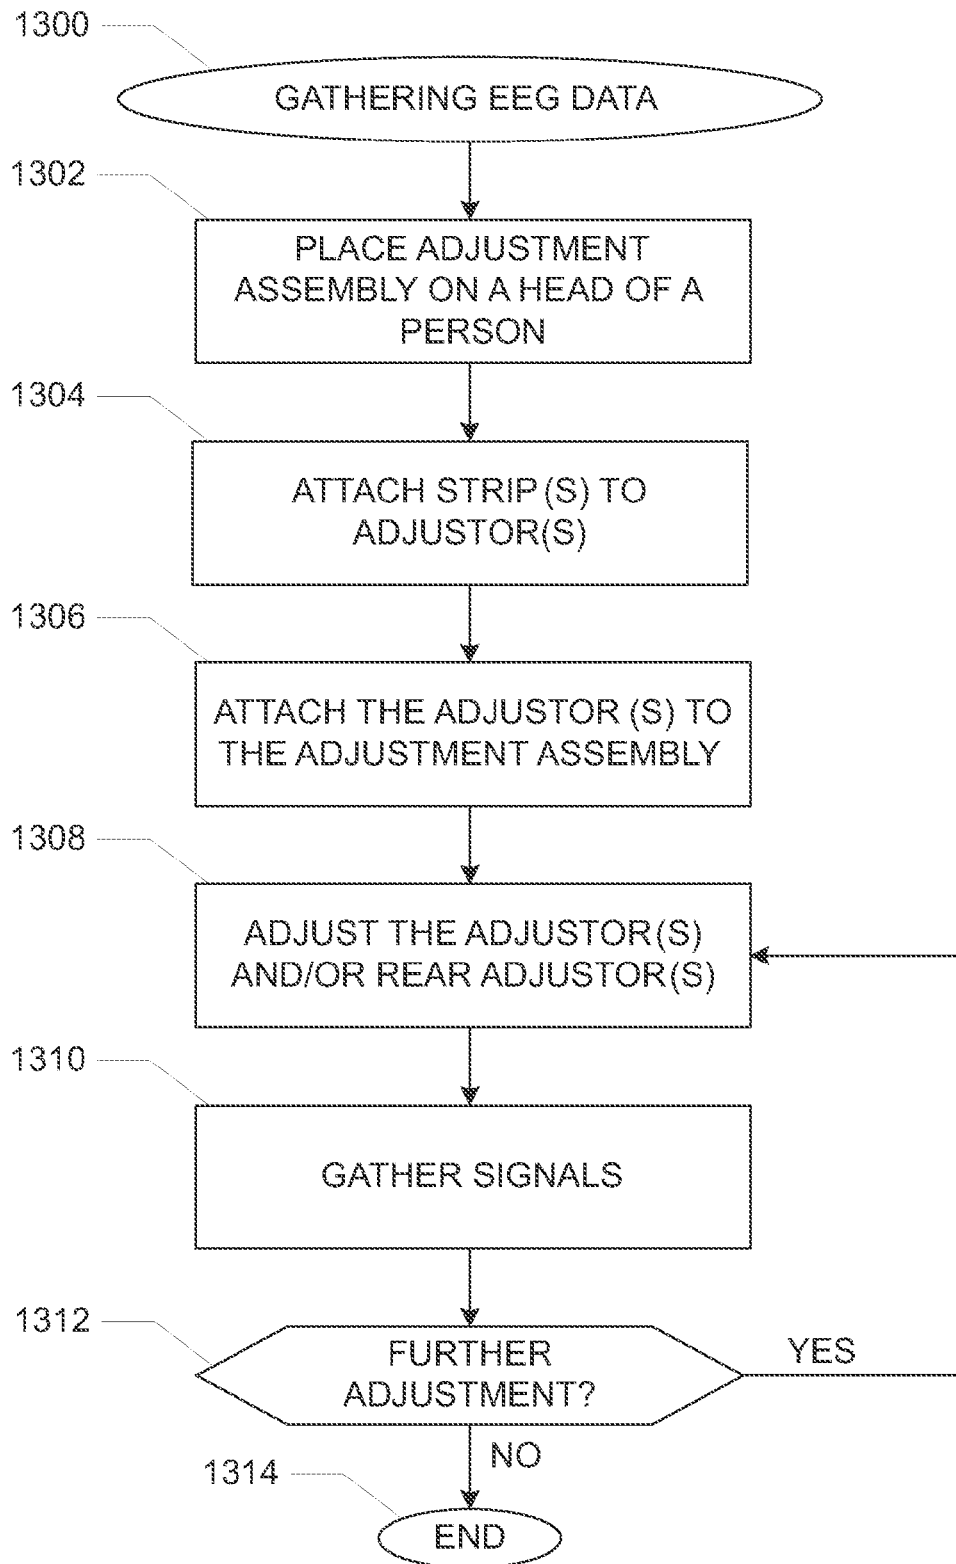 1300
GATHERING EEG DATA
1302
PLACE ADJUSTMENT
ASSEMBLY ON A HEAD OF A
PERSON
1304
ATTACH STRIP(S) TO
ADJUSTOR(S)
1306
ATTACH THE ADJUSTOR (S) TO
THE ADJUSTMENT ASSEMBLY
1308
ADJUST THE ADJUSTOR(S)
AND/OR REAR ADJUSTOR(S)
1310
GATHER SIGNALS
1312
FURTHER
ADJUSTMENT?
YES
NO
1314
END